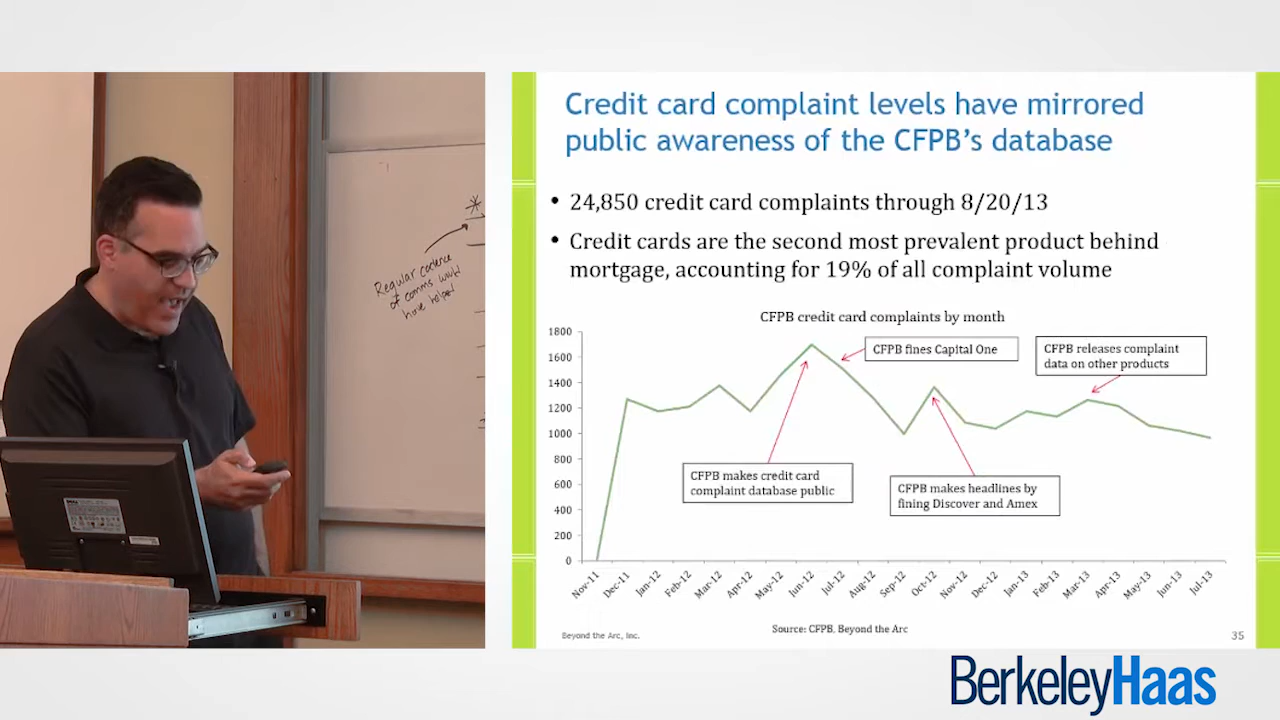 Credit card complaint levels have mirrored
public awareness of the CFPB's database
• 24,850 credit card complaints through 8/20/13
• Credit cards are the second most prevalent product behind
mortgage, accounting for 19% of all complaint volume
CFPB credit card complaints by month
1800
1600
1400
1200
1000
800
600
400
200
0
CFPB fines Capital One
CFPB releases complaint
data on other products
CFPB makes credit card
complaint database public
CFPB makes headlines by
fining Discover and Amex
Nov-11
Dec-11
Jan-12
Feb-12
Mar-12
Apr-12
May-12
Jun-12
Jul-12
Aug-12
Sep-12
Oct-12
Nov-12
Dec-12
Jan-13
Feb-13
Mar-13
Apr-13
May-13
Jun-13
Jul-13
Source: CFPB, Beyond the Arc
Beyond the Arc, Inc.
35
Regular cadence
of comms would
have helped
DELL
BerkeleyHaas